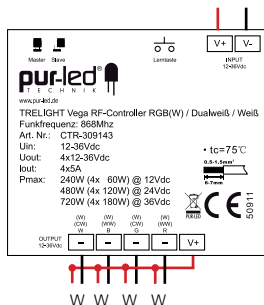 Master Slave
Lerntaste
V+ V-
INPUT
12-36Vdc
pur-led®
TECHNIK
www.pur-led.de
TRELIGHT Vega RF-Controller RGB(W) / Dualweiß / Weiß
Funkfrequenz: 868Mhz
Art. Nr.: CTR-309143
Uin: 12-36Vdc
Uout: 4x12-36Vdc
Iout: 4x5A
Pmax: 240W (4x 60W) @ 12Vdc
480W (4x 120W) @ 24Vdc
720W (4x 180W) @ 36Vdc
• tc=75℃
0.5-1.5mm²
6-7mm
PUR-LED
CE
50911
(W) (W) (W) (W)
(CW) (WW) (CW) (WW)
W B G R
OUTPUT
12-36Vdc
- - - - V+
W W W W